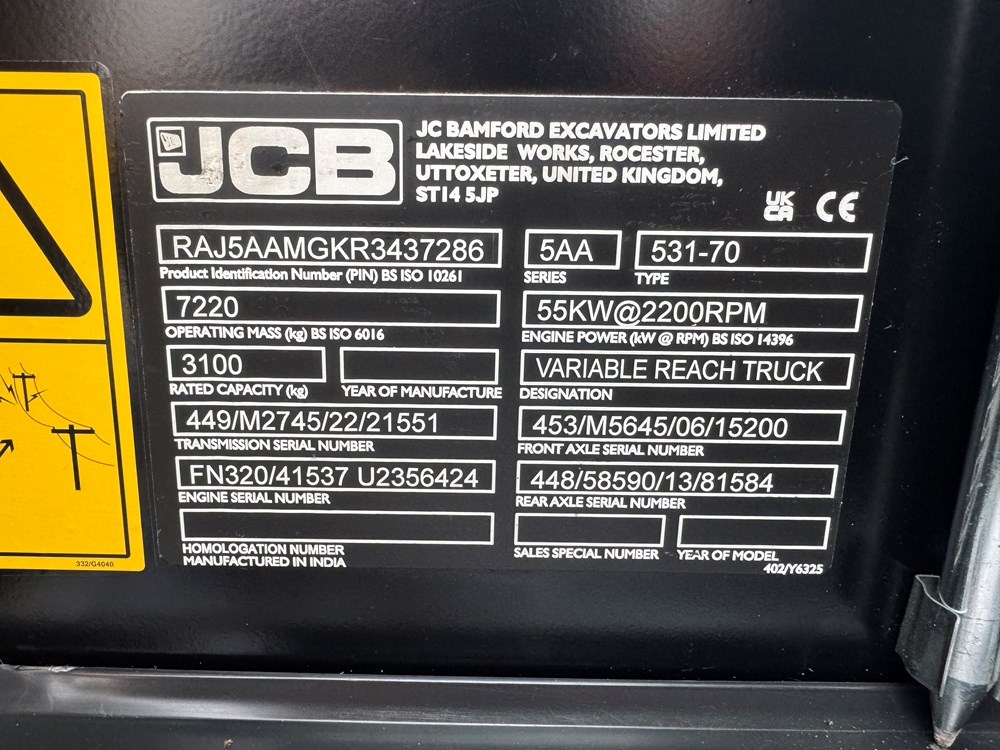 JCB
JC BAMFORD EXCAVATORS LIMITED
LAKESIDE WORKS, ROCESTER,
UTTOXETER, UNITED KINGDOM,
ST14 5JP
UK
CA CE
RAJ5AAMGKR3437286 5AA 531-70
Product Identification Number (PIN) BS ISO 10261 SERIES TYPE
7220 55KW@2200RPM
OPERATING MASS (kg) BS ISO 6016 ENGINE POWER (kW @ RPM) BS ISO 14396
3100 VARIABLE REACH TRUCK
RATED CAPACITY (kg) YEAR OF MANUFACTURE DESIGNATION
449/M2745/22/21551 453/M5645/06/15200
TRANSMISSION SERIAL NUMBER FRONT AXLE SERIAL NUMBER
FN320/41537 U2356424 448/58590/13/81584
ENGINE SERIAL NUMBER REAR AXLE SERIAL NUMBER
HOMOLOGATION NUMBER SALES SPECIAL NUMBER YEAR OF MODEL
MANUFACTURED IN INDIA 402/Y6325
332/G4040